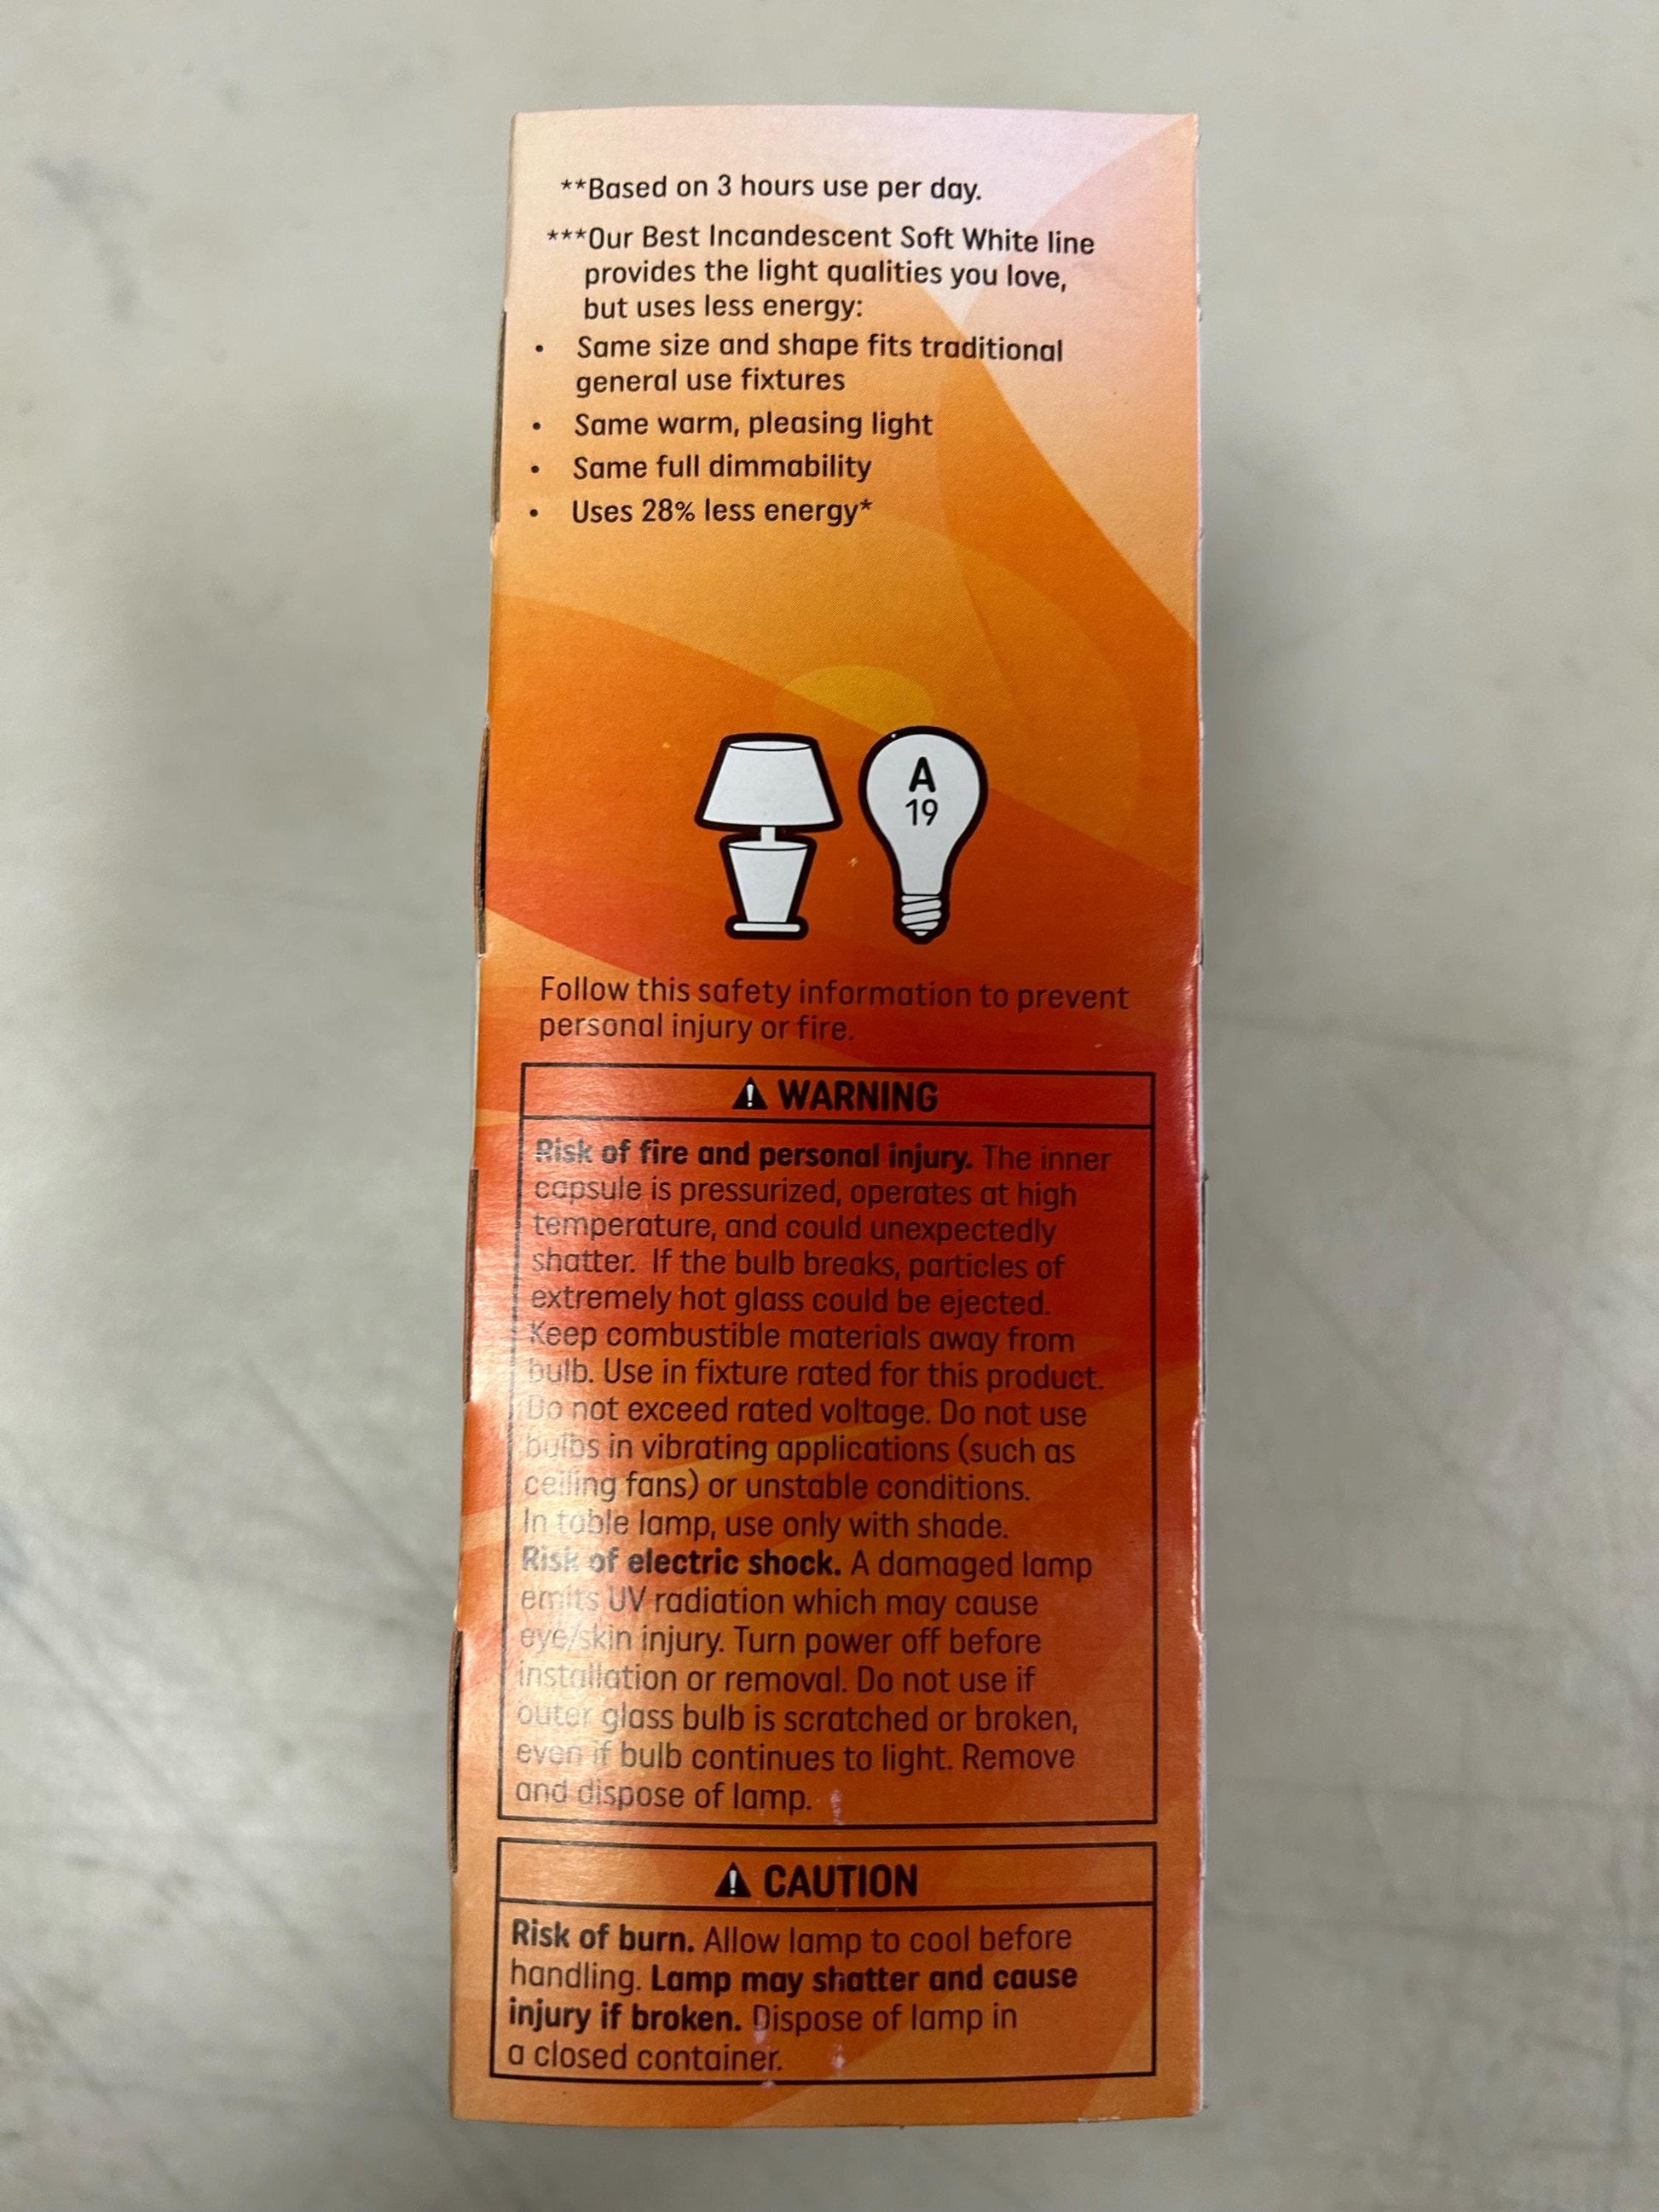 **Based on 3 hours use per day.
***Our Best Incandescent Soft White line
provides the light qualities you love,
but uses less energy:
• Same size and shape fits traditional
general use fixtures
• Same warm, pleasing light
• Same full dimmability
• Uses 28% less energy*
A
19
Follow this safety information to prevent
personal injury or fire.
⚠ WARNING
Risk of fire and personal injury. The inner
capsule is pressurized, operates at high
temperature, and could unexpectedly
shatter. If the bulb breaks, particles of
extremely hot glass could be ejected.
Keep combustible materials away from
bulb. Use in fixture rated for this product.
Do not exceed rated voltage. Do not use
bulbs in vibrating applications (such as
ceiling fans) or unstable conditions.
In table lamp, use only with shade.
Risk of electric shock. A damaged lamp
emits UV radiation which may cause
eye/skin injury. Turn power off before
installation or removal. Do not use if
outer glass bulb is scratched or broken,
even if bulb continues to light. Remove
and dispose of lamp.
⚠ CAUTION
Risk of burn. Allow lamp to cool before
handling. Lamp may shatter and cause
injury if broken. Dispose of lamp in
a closed container.